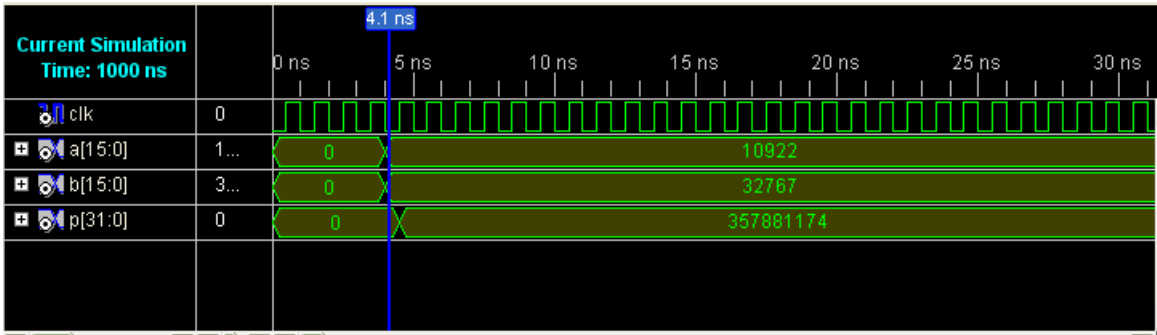 4.1 ns
Current Simulation
Time: 1000 ns
0 ns 5 ns 10 ns 15 ns 20 ns 25 ns 30 ns
clk 0
a[15:0] 1... 0 10922
b[15:0] 3... 0 32767
p[31:0] 0 0 357881174